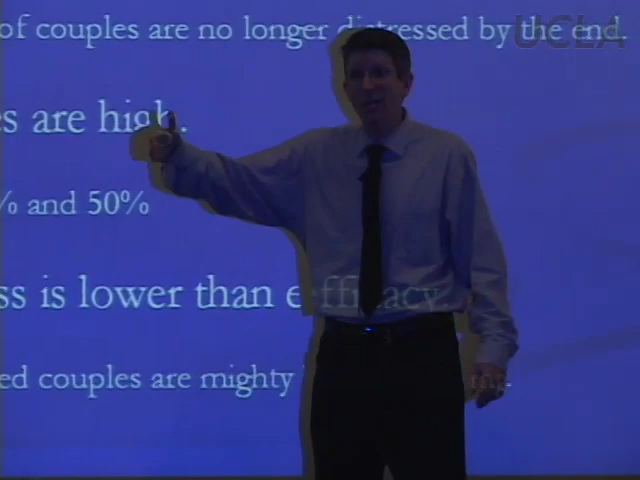 UCLA
of couples are no longer distressed by the end.
es are high.
% and 50%
ss is lower than efficacy.
ed couples are mighty